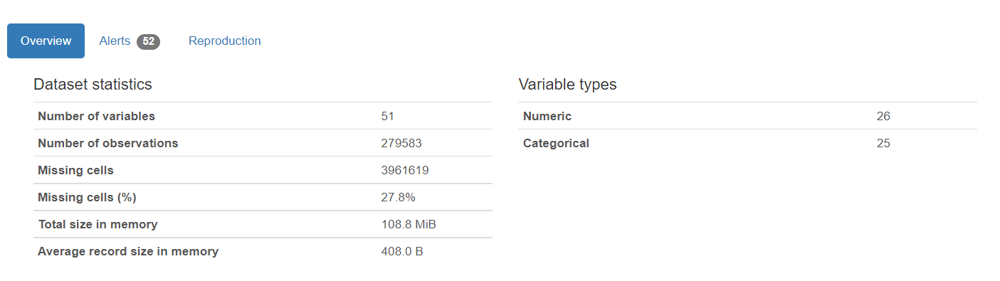 Overview Alerts 52 Reproduction
Dataset statistics
Number of variables 51
Number of observations 279583
Missing cells 3961619
Missing cells (%) 27.8%
Total size in memory 108.8 MiB
Average record size in memory 408.0 B
Variable types
Numeric 26
Categorical 25